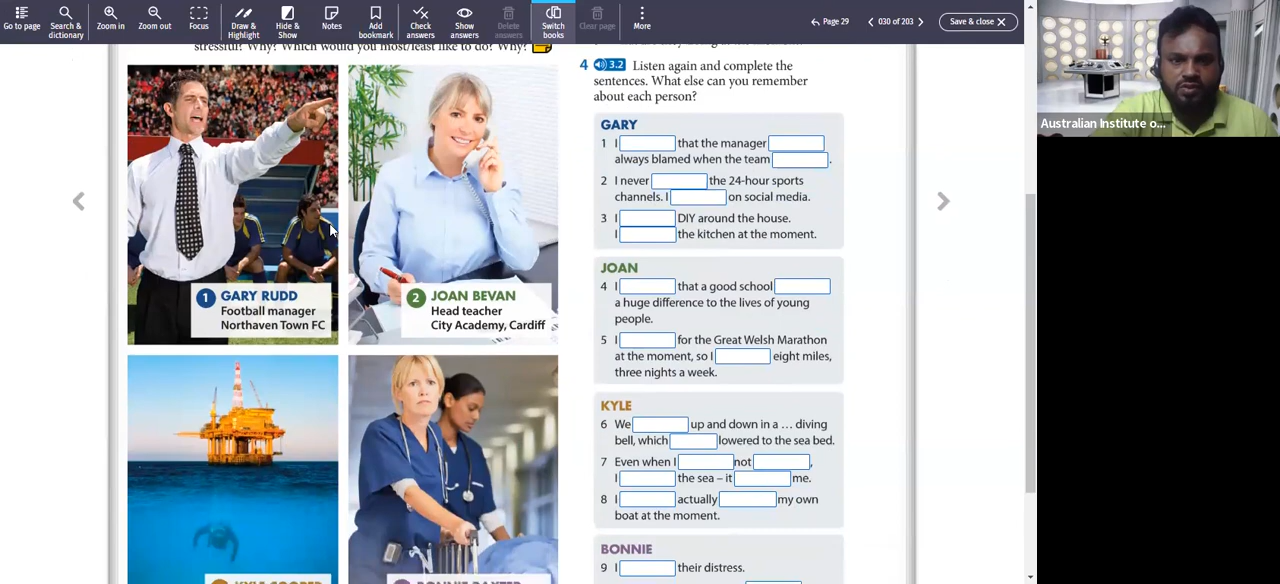 Go to page
Search & dictionary
Zoom in
Zoom out
Focus
Draw & Highlight
Hide & Show
Notes
Add bookmark
Check answers
Show answers
Delete answers
Switch books
Clear page
More
Page 29
030 of 203
Save & close
stressful? Why? Which would you most/least like to do? Why?
1 GARY RUDD
Football manager
Northaven Town FC
2 JOAN BEVAN
Head teacher
City Academy, Cardiff
4 3.2 Listen again and complete the
sentences. What else can you remember
about each person?
GARY
1 I that the manager
always blamed when the team .
2 I never the 24-hour sports
channels. I on social media.
3 I DIY around the house.
I the kitchen at the moment.
JOAN
4 I that a good school
a huge difference to the lives of young
people.
5 I for the Great Welsh Marathon
at the moment, so I eight miles,
three nights a week.
KYLE
6 We up and down in a … diving
bell, which lowered to the sea bed.
7 Even when I not ,
I the sea – it me.
8 I actually my own
boat at the moment.
BONNIE
9 I their distress.
Australian Institute o...